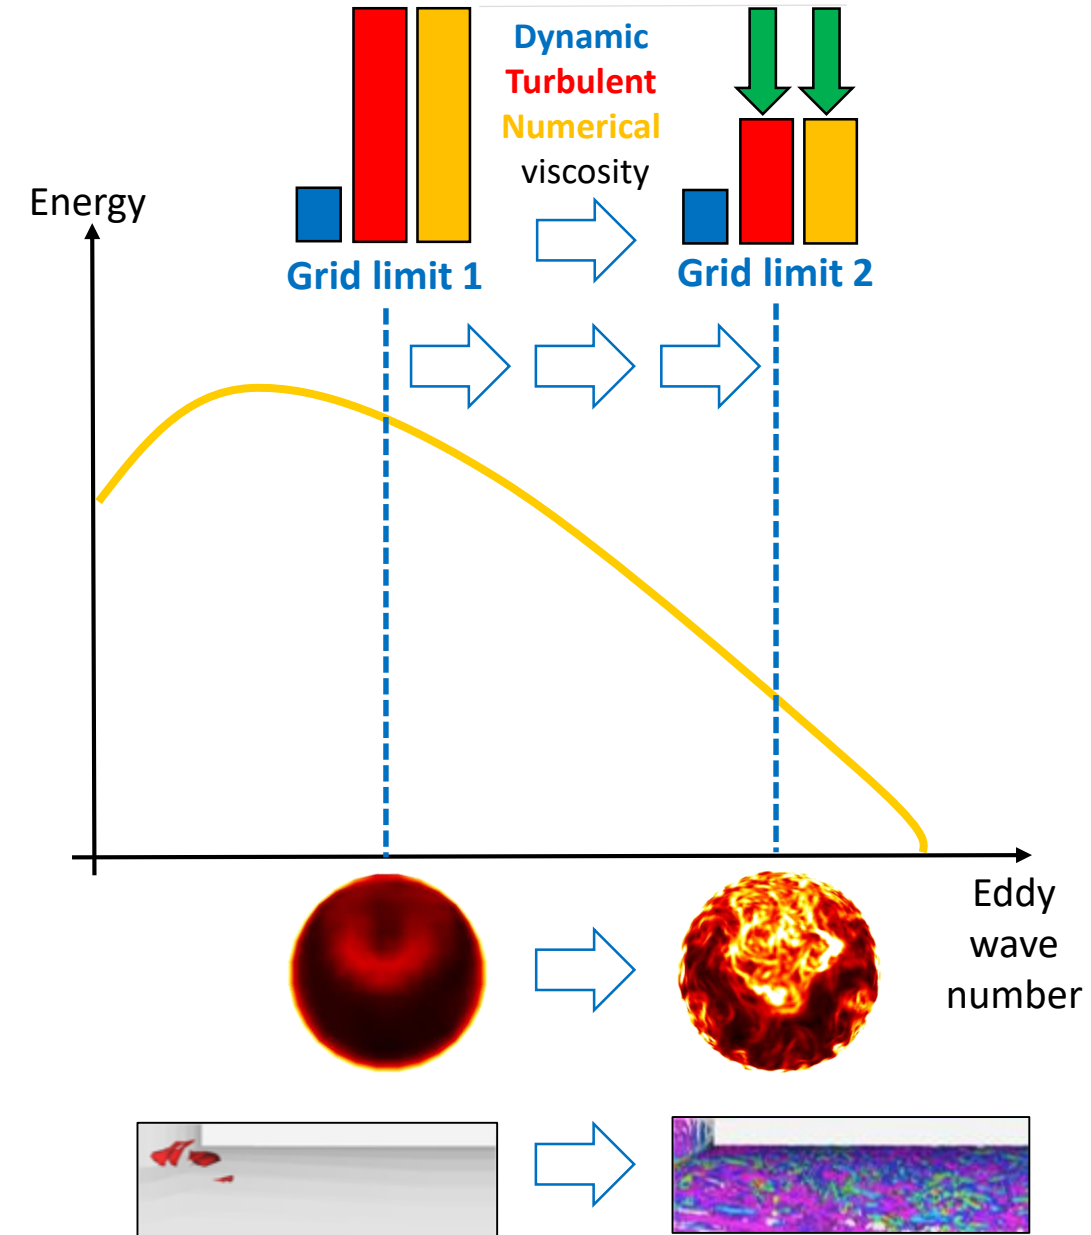 Dynamic
Turbulent
Numerical
viscosity
Energy
Grid limit 1
Grid limit 2
Eddy
wave
number